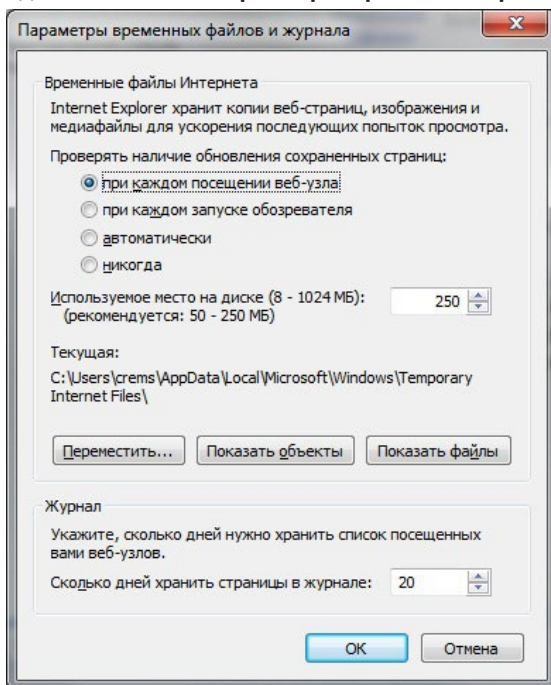 Параметры временных файлов и журнала
Временные файлы Интернета
Internet Explorer хранит копии веб-страниц, изображения и
медиафайлы для ускорения последующих попыток просмотра.
Проверять наличие обновления сохраненных страниц:
при каждом посещении веб-узла
при каждом запуске обозревателя
автоматически
никогда
Используемое место на диске (8 - 1024 МБ): 250
(рекомендуется: 50 - 250 МБ)
Текущая:
C:\Users\crems\AppData\Local\Microsoft\Windows\Temporary
Internet Files\
Переместить... Показать объекты Показать файлы
Журнал
Укажите, сколько дней нужно хранить список посещенных
вами веб-узлов.
Сколько дней хранить страницы в журнале: 20
ОК Отмена